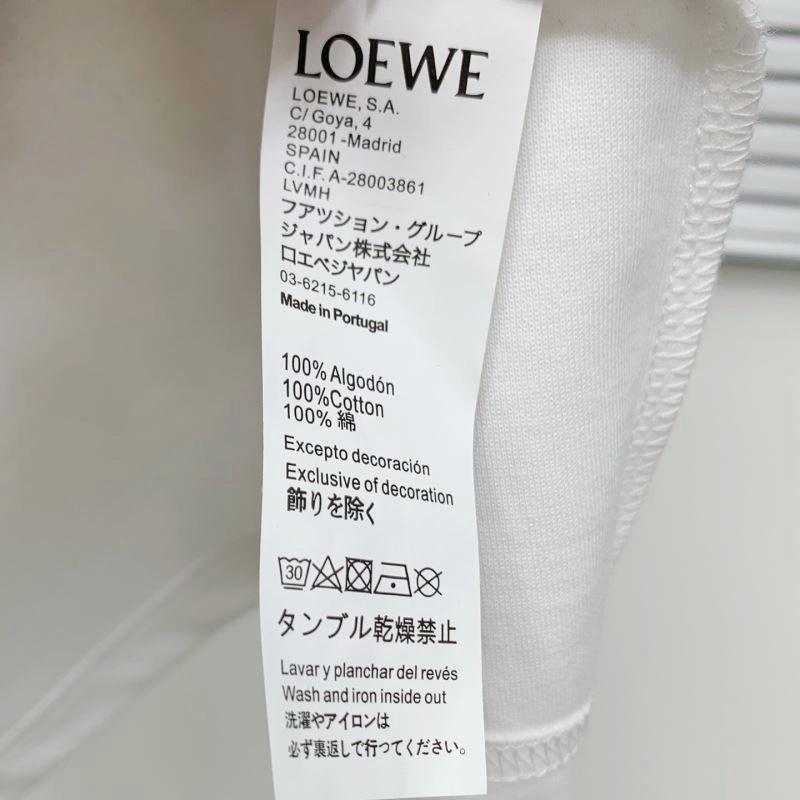 LOEWE
LOEWE, S.A.
C/ Goya, 4
28001 -Madrid
SPAIN
C.I.F. A-28003861
LVMH
フアツション・グループ
ジャパン株式会社
口エベジヤパン
03-6215-6116
Made in Portugal
100% Algodón
100%Cotton
100% 綿
Excepto decoración
Exclusive of decoration
飾りを除く
30
タンブル乾燥禁止
Lavar y planchar del revés
Wash and iron inside out
洗濯やアイロンは
必ず裏返しで行ってください。